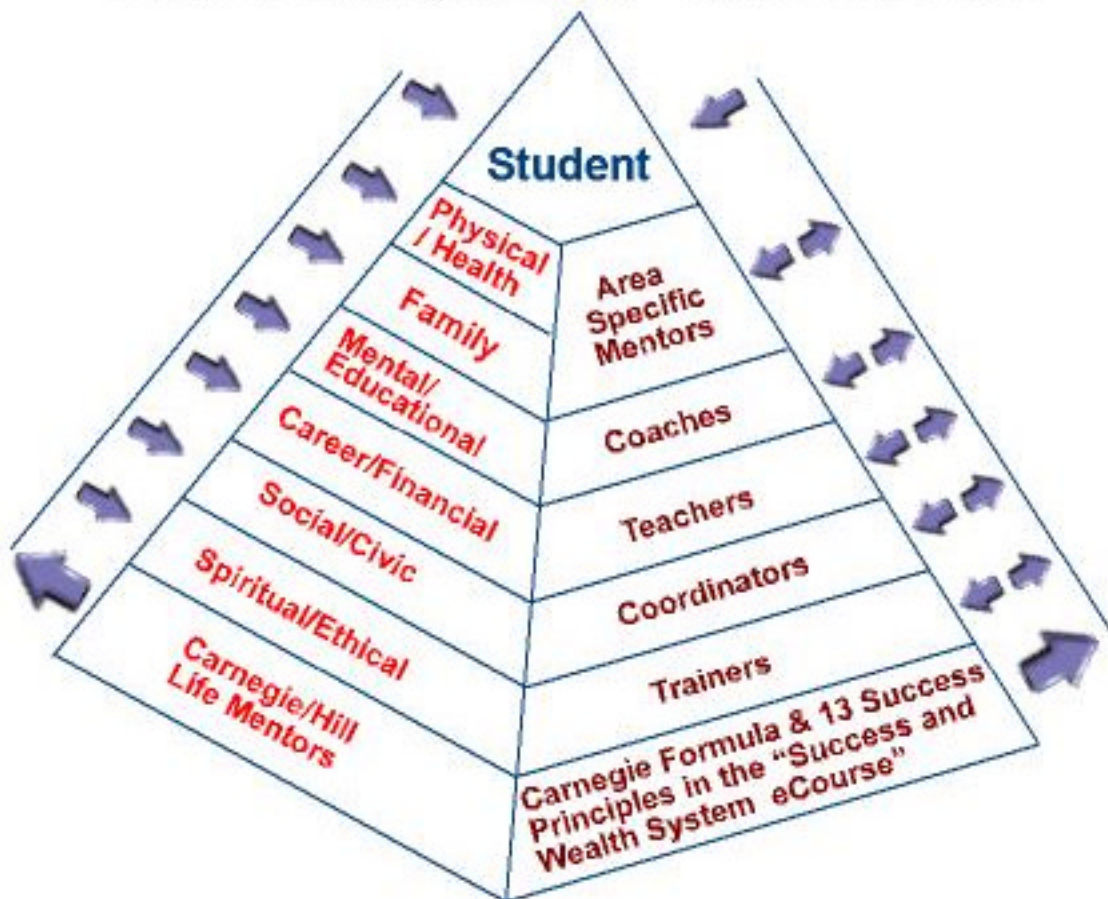 Student
Physical
/ Health
Family
Mental/
Educational
Career/Financial
Social/Civic
Spiritual/Ethical
Carnegie/Hill
Life Mentors
Area
Specific
Mentors
Coaches
Teachers
Coordinators
Trainers
Carnegie Formula & 13 Success
Principles in the “Success and
Wealth System eCourse”